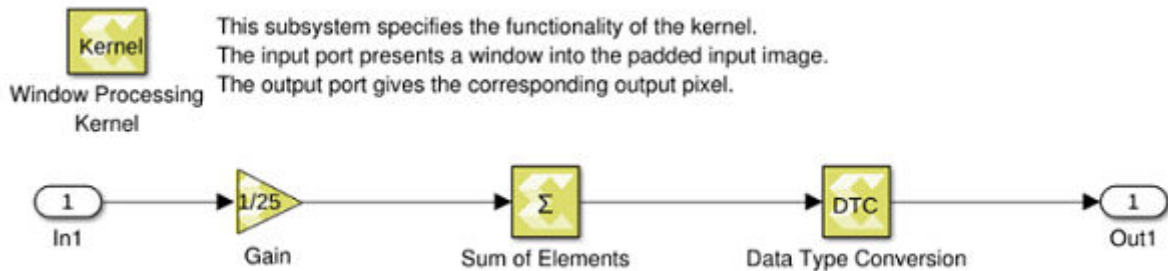 Kernel
Window Processing
Kernel
This subsystem specifies the functionality of the kernel.
The input port presents a window into the padded input image.
The output port gives the corresponding output pixel.
1
In1
1/25
Gain
Σ
Sum of Elements
DTC
Data Type Conversion
1
Out1